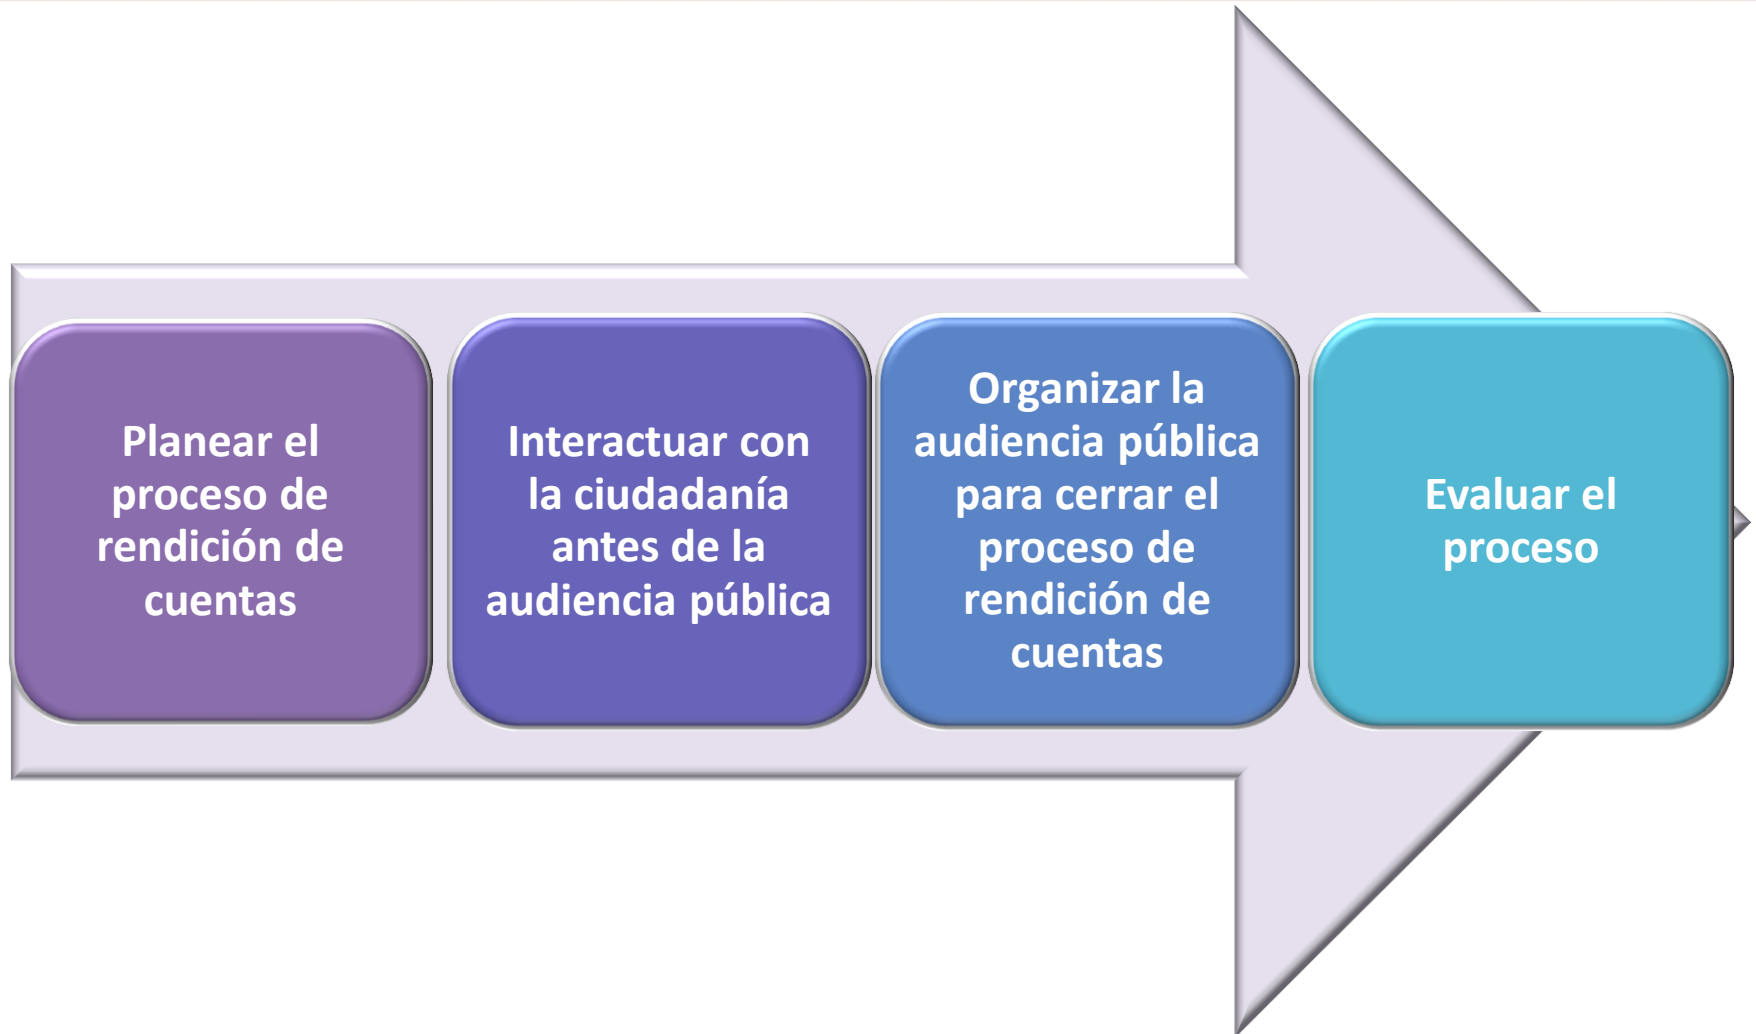 Planear el
proceso de
rendición de
cuentas
Interactuar con
la ciudadanía
antes de la
audiencia pública
Organizar la
audiencia pública
para cerrar el
proceso de
rendición de
cuentas
Evaluar el
proceso